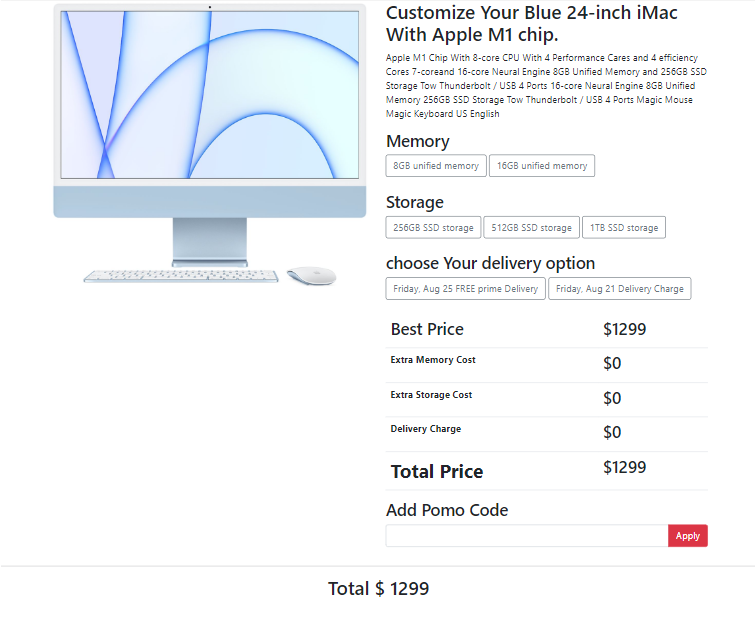 Customize Your Blue 24-inch iMac
With Apple M1 chip.
Apple M1 Chip With 8-core CPU With 4 Performance Cares and 4 efficiency
Cores 7-coreand 16-core Neural Engine 8GB Unified Memory and 256GB SSD
Storage Tow Thunderbolt / USB 4 Ports 16-core Neural Engine 8GB Unified
Memory 256GB SSD Storage Tow Thunderbolt / USB 4 Ports Magic Mouse
Magic Keyboard US English
Memory
8GB unified memory 16GB unified memory
Storage
256GB SSD storage 512GB SSD storage 1TB SSD storage
choose Your delivery option
Friday, Aug 25 FREE prime Delivery Friday, Aug 21 Delivery Charge
Best Price $1299
Extra Memory Cost $0
Extra Storage Cost $0
Delivery Charge $0
Total Price $1299
Add Pomo Code
Apply
Total $ 1299